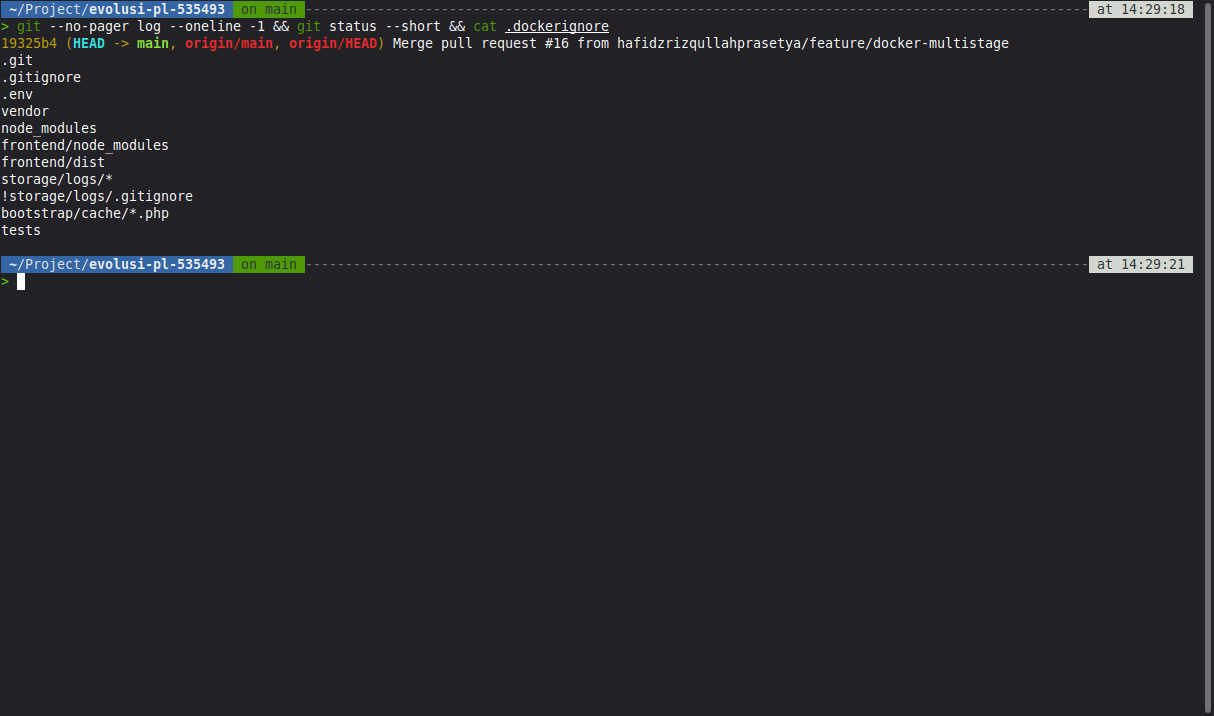 ~/Project/evolusi-pl-535493 on main at 14:29:18
> git --no-pager log --oneline -1 && git status --short && cat .dockerignore
19325b4 (HEAD -> main, origin/main, origin/HEAD) Merge pull request #16 from hafidzrizqullahprasetya/feature/docker-multistage
.git
.gitignore
.env
vendor
node_modules
frontend/node_modules
frontend/dist
storage/logs/*
!storage/logs/.gitignore
bootstrap/cache/*.php
tests
~/Project/evolusi-pl-535493 on main at 14:29:21
>